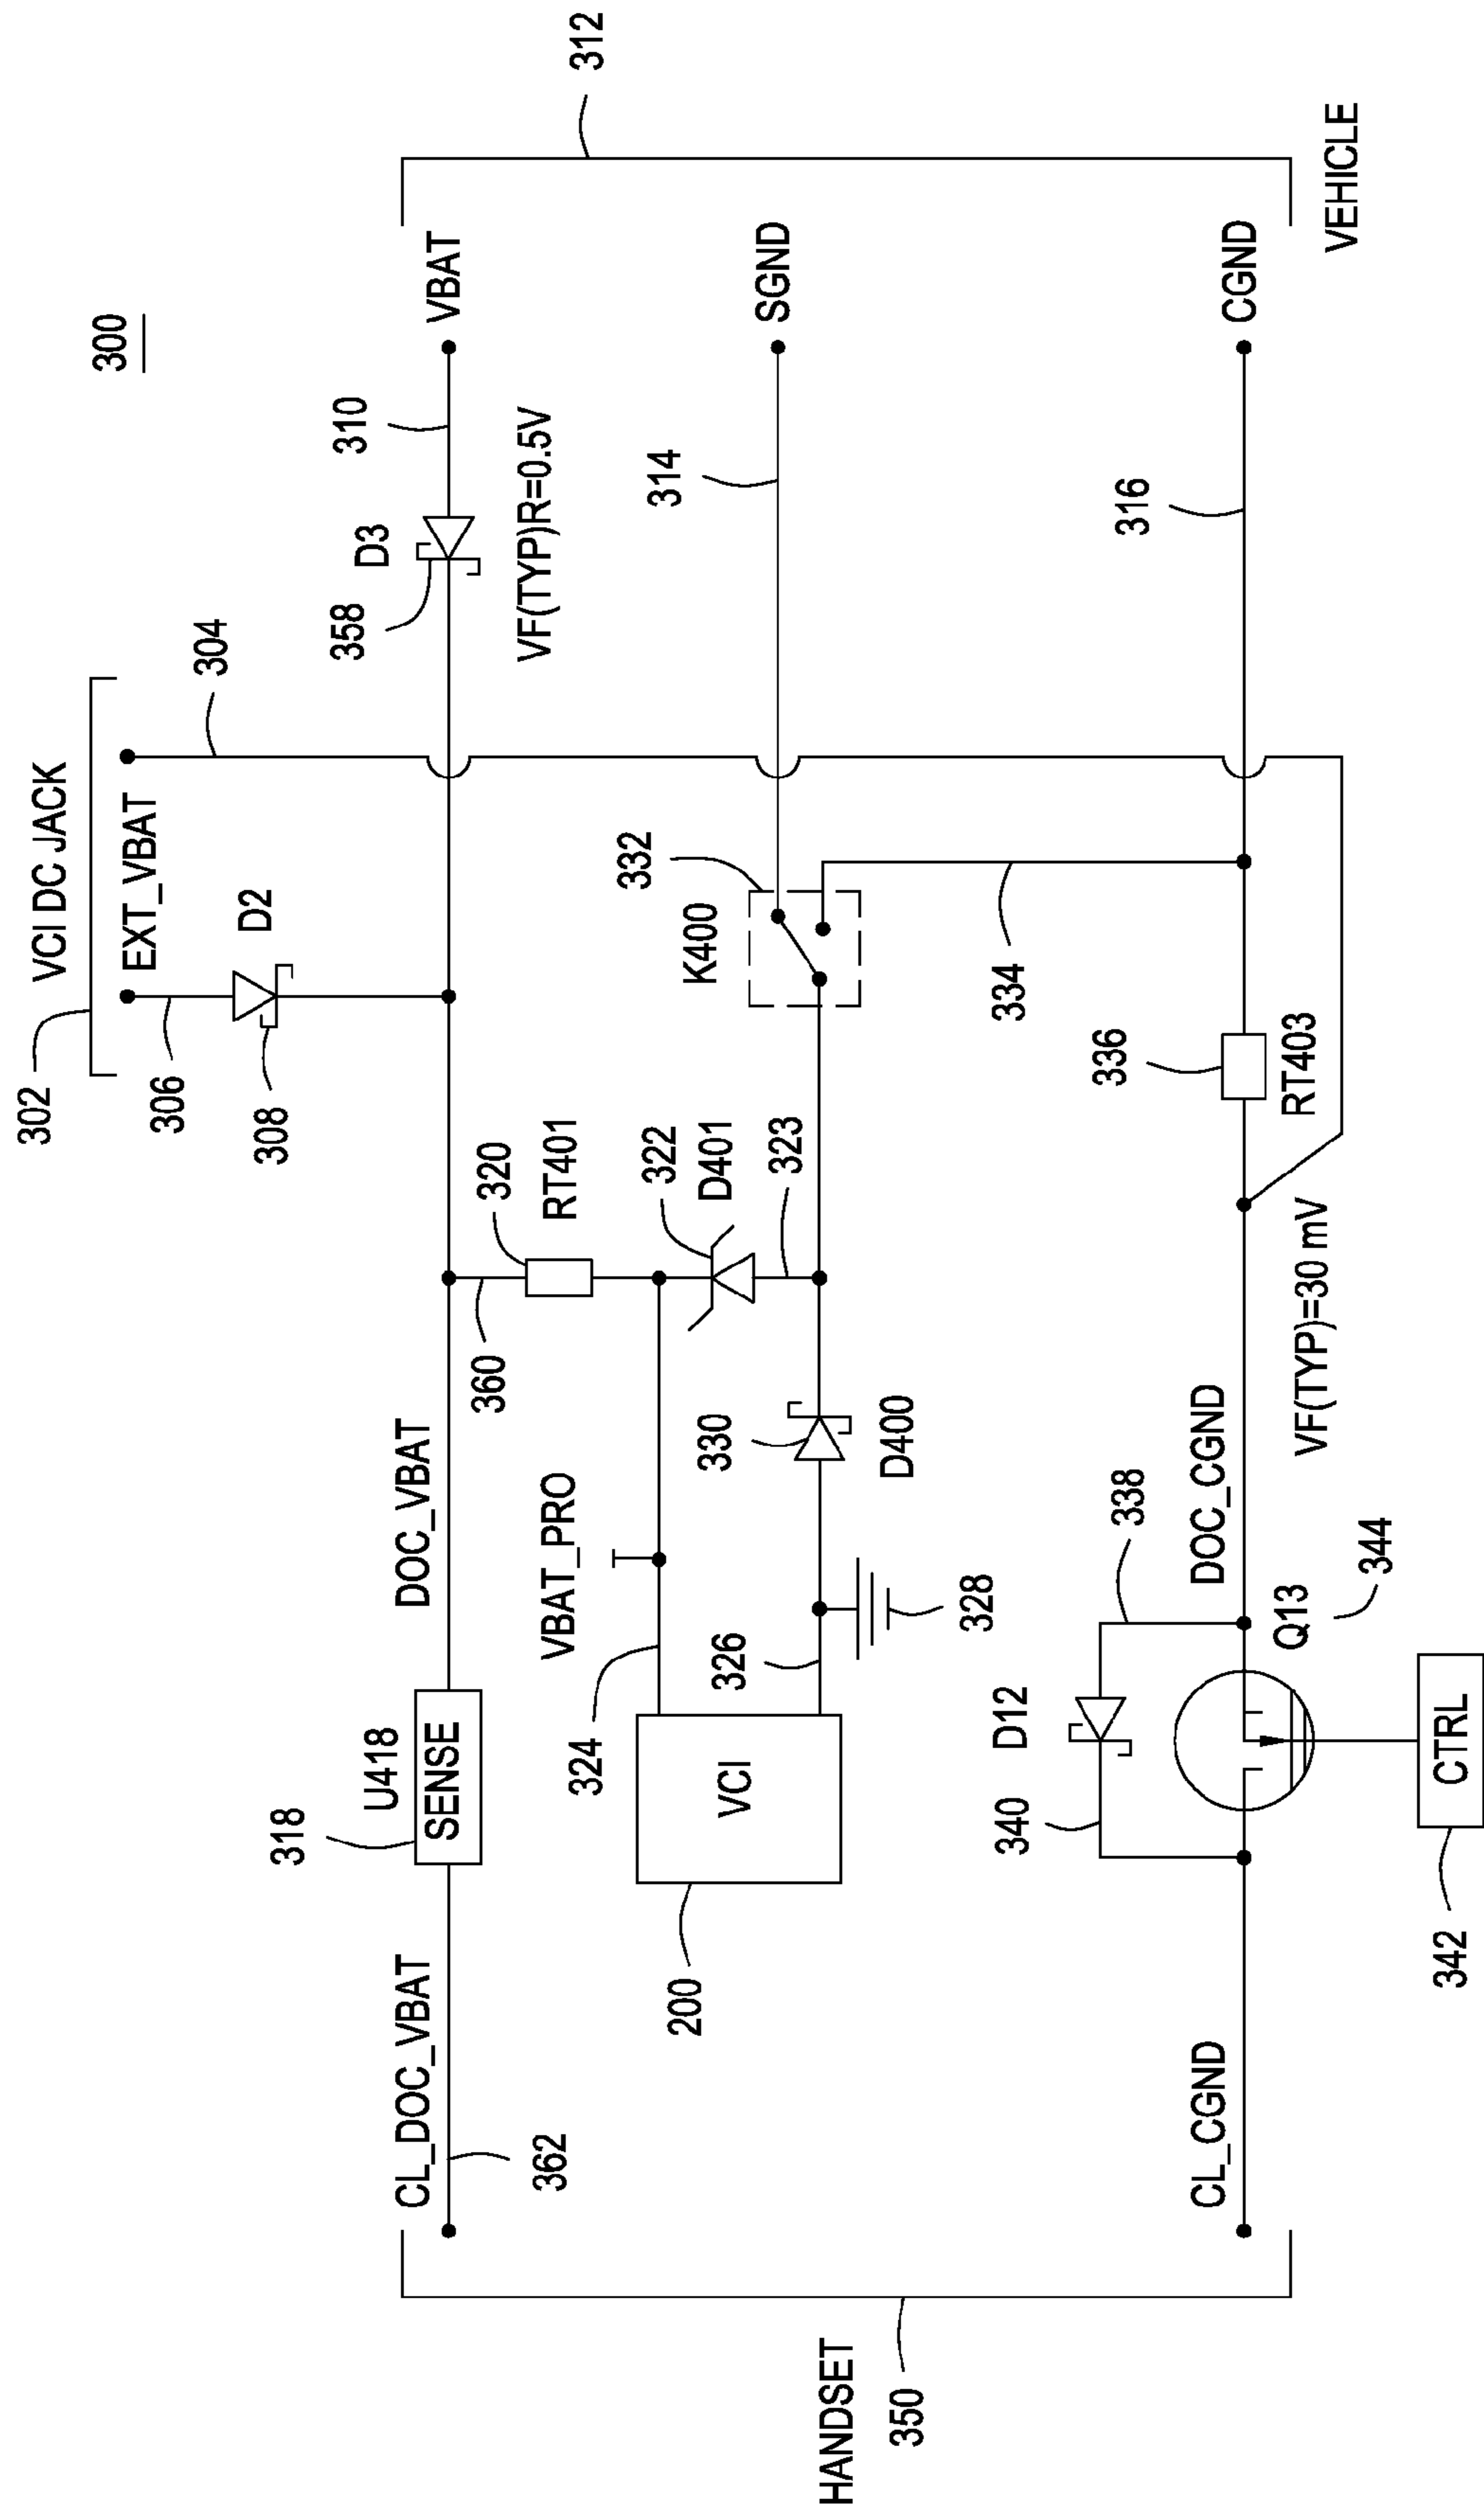 300
302
VCI DC JACK
EXT_VBAT
304
306
D2
308
312
310
D3
358
VBAT
VF(TYP)R=0.5V
318
U418
SENSE
CL_DOC_VBAT
DOC_VBAT
362
360
320
RT401
322
D401
323
VBAT_PRO
324
VCI
200
326
328
330
D400
332
K400
314
SGND
334
336
RT403
316
CGND
VEHICLE
HANDSET
350
CL_CGND
340
D12
338
DOC_CGND
VF(TYP)=30 mV
Q13
344
CTRL
342